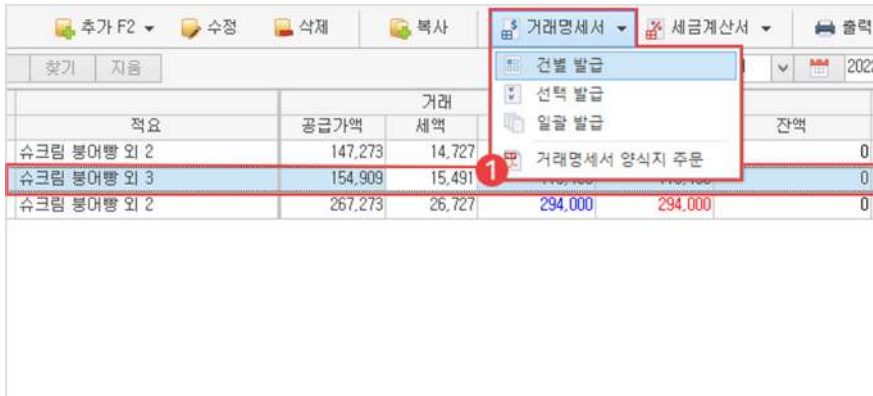 추가 F2 수정 삭제 복사 거래명세서 세금계산서 출력
찾기 지움 건별 발급 202
거래 선택 발급
적요 공급가액 세액 일괄 발급 잔액
슈크림 붕어빵 외 2 147,273 14,727 거래명세서 양식지 주문 0
1
슈크림 붕어빵 외 3 154,909 15,491 0
슈크림 붕어빵 외 2 267,273 26,727 294,000 294,000 0